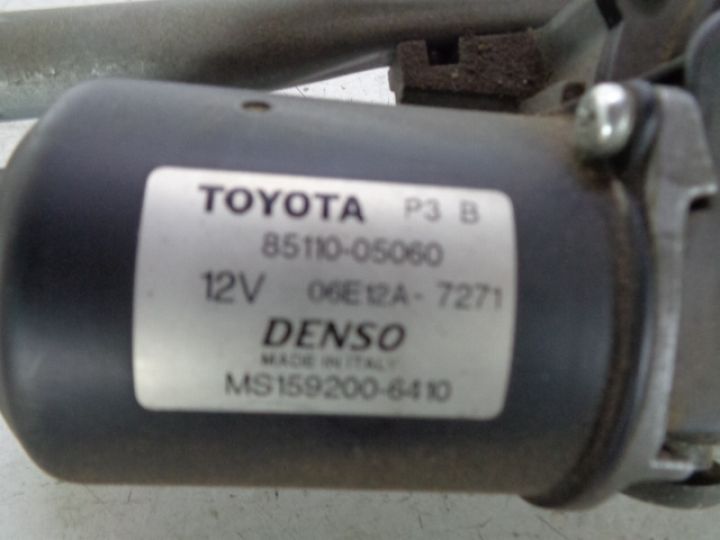 TOYOTA P3 B
85110-05060
12V 06E12A-7271
DENSO
MADE IN ITALY
MS159200-6410